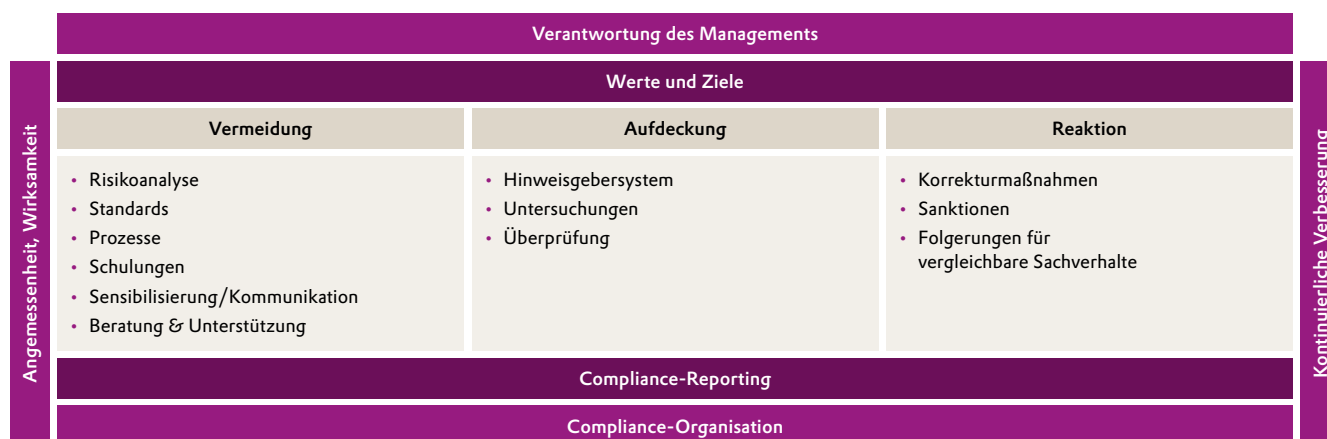 Verantwortung des Managements
Angemessenheit, Wirksamkeit
Werte und Ziele
Vermeidung
• Risikoanalyse
• Standards
• Prozesse
• Schulungen
• Sensibilisierung/Kommunikation
• Beratung & Unterstützung
Aufdeckung
• Hinweisgebersystem
• Untersuchungen
• Überprüfung
Reaktion
• Korrekturmaßnahmen
• Sanktionen
• Folgerungen für
vergleichbare Sachverhalte
Kontinuierliche Verbesserung
Compliance-Reporting
Compliance-Organisation